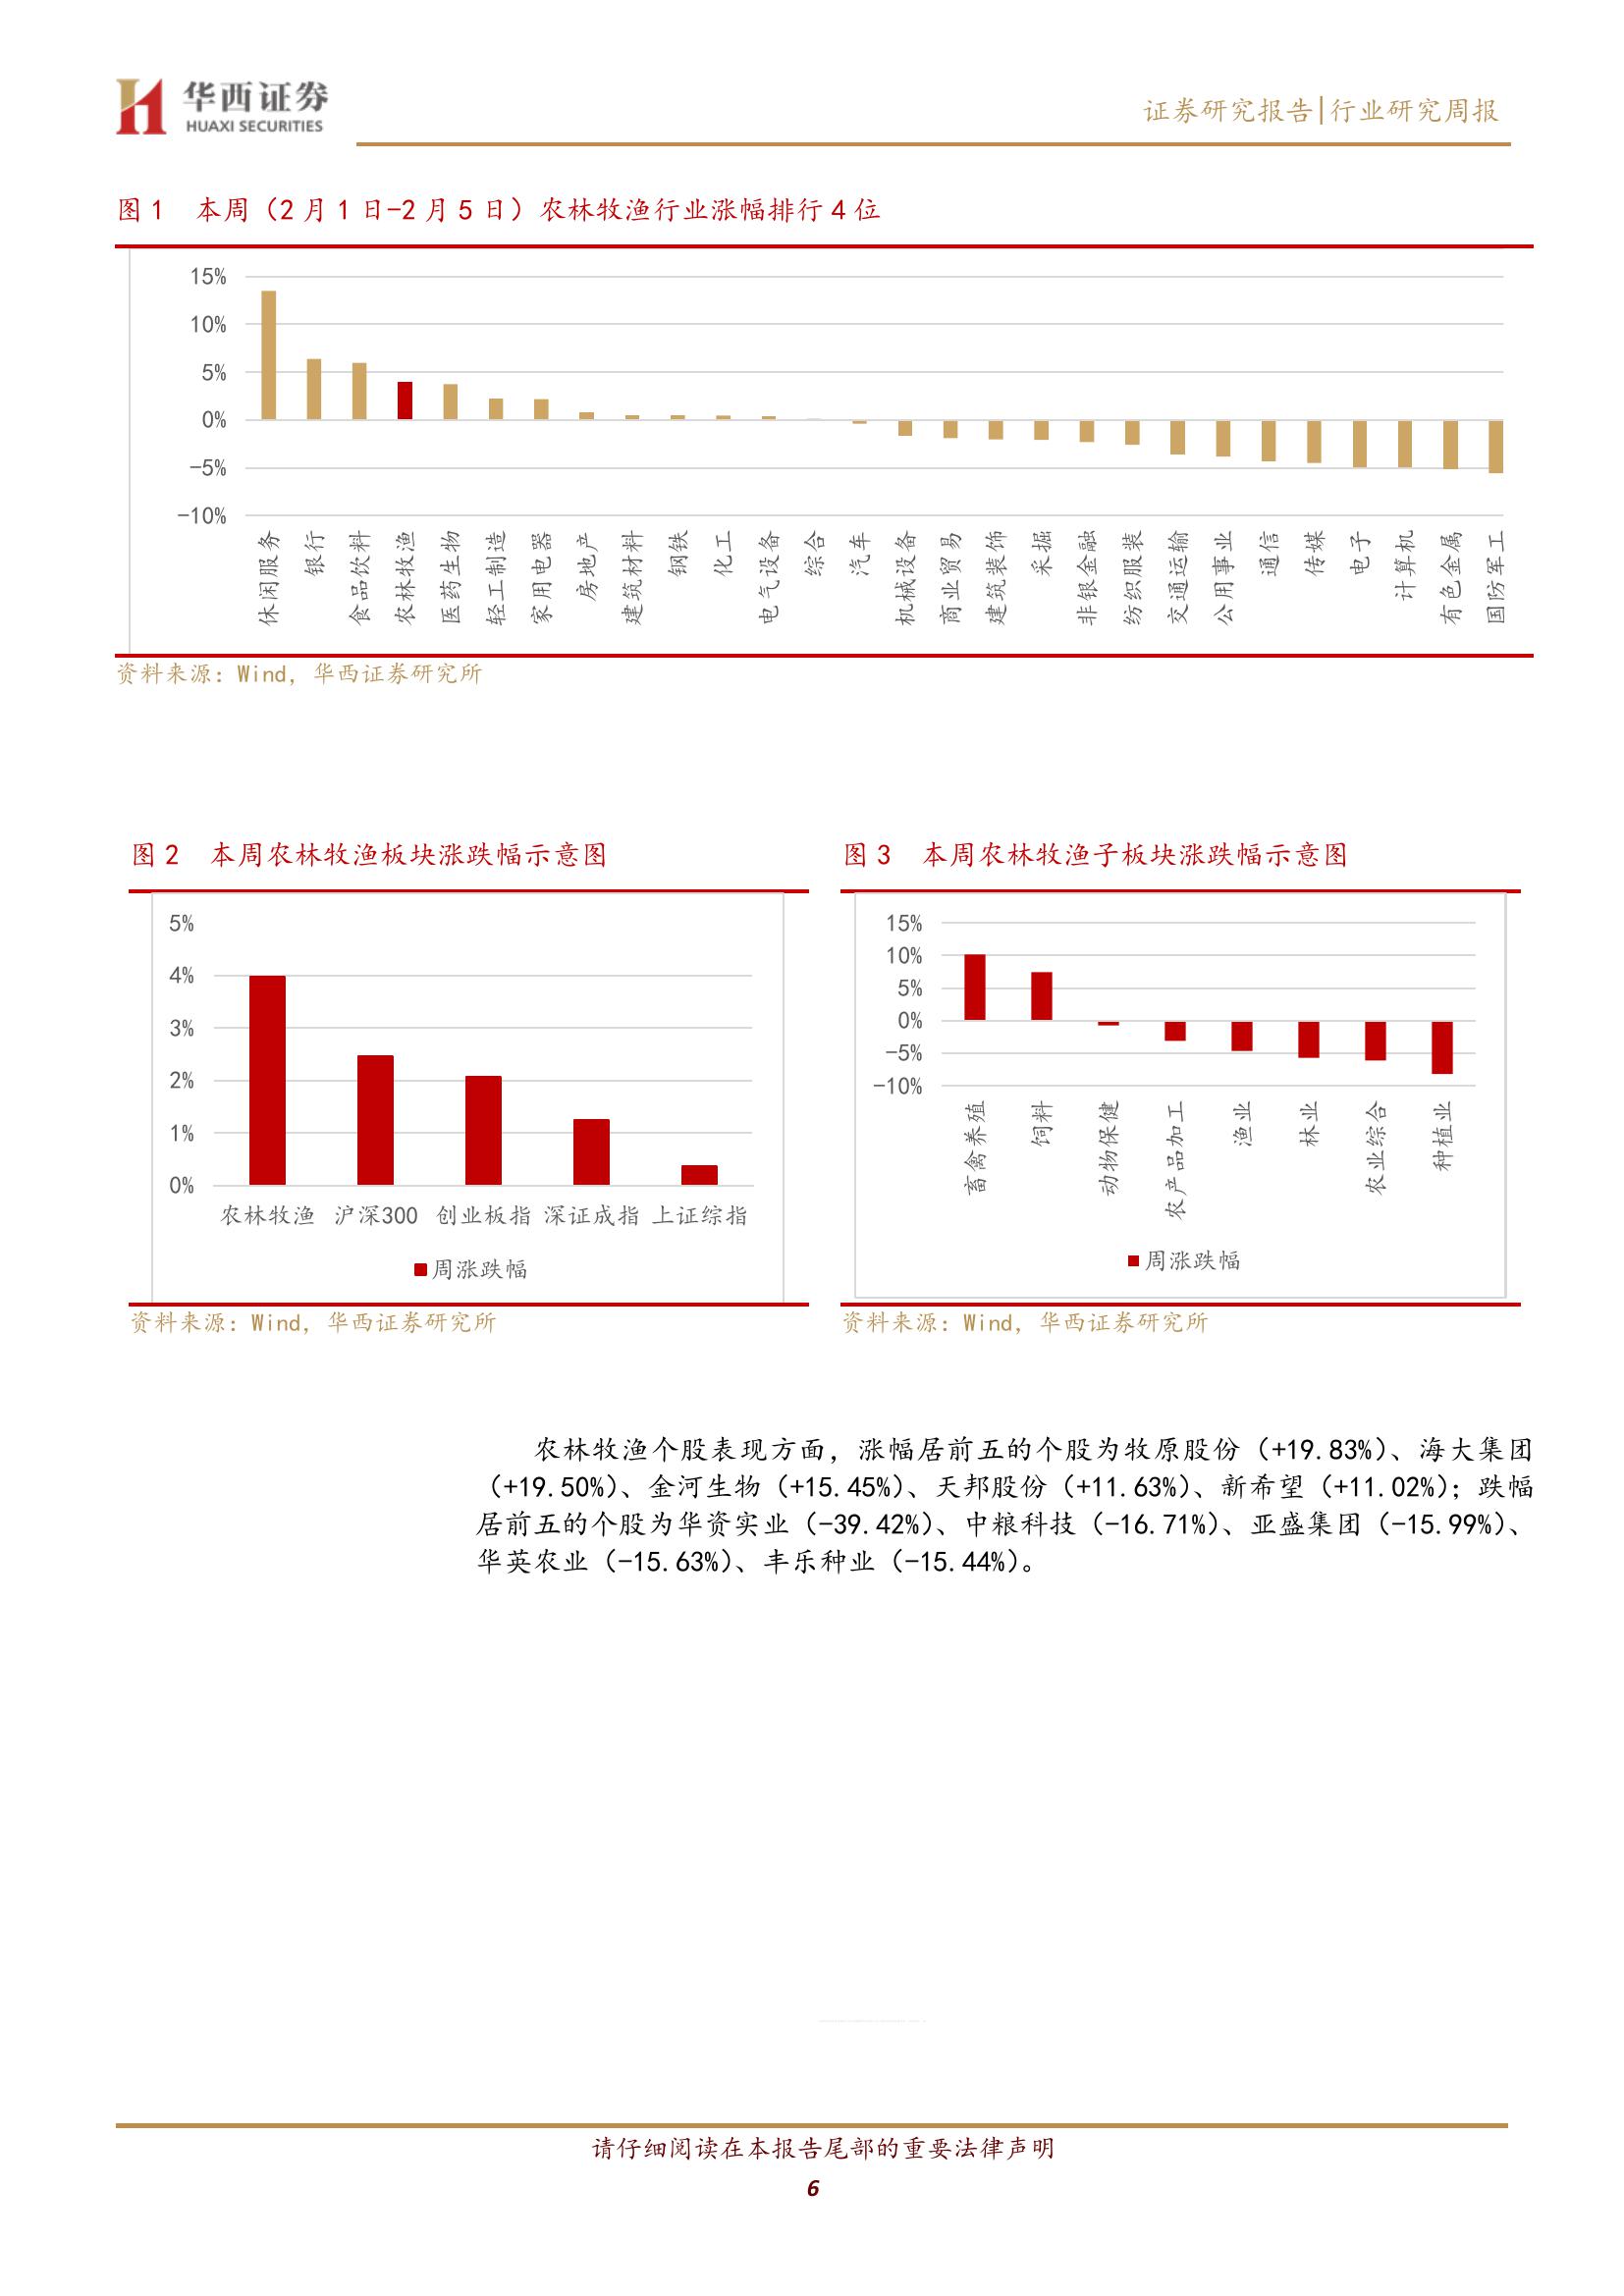 华西证券
HUAXI SECURITIES
证券研究报告|行业研究周报
图 1 本周（2 月 1 日-2 月 5 日）农林牧渔行业涨幅排行 4 位
15%
10%
5%
0%
-5%
-10%
休闲服务
银行
食品饮料
农林牧渔
医药生物
轻工制造
家用电器
房地产
建筑材料
钢铁
化工
电气设备
综合
汽车
机械设备
商业贸易
建筑装饰
采掘
非银金融
纺织服装
交通运输
公用事业
通信
传媒
电子
计算机
有色金属
国防军工
资料来源：Wind，华西证券研究所
图 2 本周农林牧渔板块涨跌幅示意图
5%
4%
3%
2%
1%
0%
农林牧渔 沪深300 创业板指 深证成指 上证综指
周涨跌幅
资料来源：Wind，华西证券研究所
图 3 本周农林牧渔子板块涨跌幅示意图
15%
10%
5%
0%
-5%
-10%
畜禽养殖
饲料
动物保健
农产品加工
渔业
林业
农业综合
种植业
周涨跌幅
资料来源：Wind，华西证券研究所
农林牧渔个股表现方面，涨幅居前五的个股为牧原股份（+19.83%）、海大集团
（+19.50%）、金河生物（+15.45%）、天邦股份（+11.63%）、新希望（+11.02%）；跌幅
居前五的个股为华资实业（-39.42%）、中粮科技（-16.71%）、亚盛集团（-15.99%）、
华英农业（-15.63%）、丰乐种业（-15.44%）。
请仔细阅读在本报告尾部的重要法律声明
6